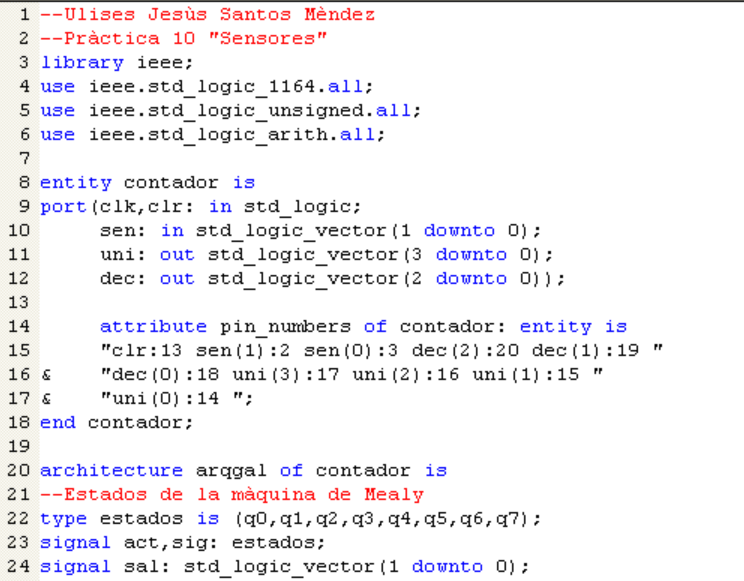 1 --Ulises Jesùs Santos Mèndez
2 --Pràctica 10 "Sensores"
3 library ieee;
4 use ieee.std_logic_1164.all;
5 use ieee.std_logic_unsigned.all;
6 use ieee.std_logic_arith.all;
7
8 entity contador is
9 port(clk,clr: in std_logic;
10 sen: in std_logic_vector(1 downto 0);
11 uni: out std_logic_vector(3 downto 0);
12 dec: out std_logic_vector(2 downto 0));
13
14 attribute pin_numbers of contador: entity is
15 "clr:13 sen(1):2 sen(0):3 dec(2):20 dec(1):19 "
16 & "dec(0):18 uni(3):17 uni(2):16 uni(1):15 "
17 & "uni(0):14 ";
18 end contador;
19
20 architecture arqgal of contador is
21 --Estados de la màquina de Mealy
22 type estados is (q0,q1,q2,q3,q4,q5,q6,q7);
23 signal act,sig: estados;
24 signal sal: std_logic_vector(1 downto 0);